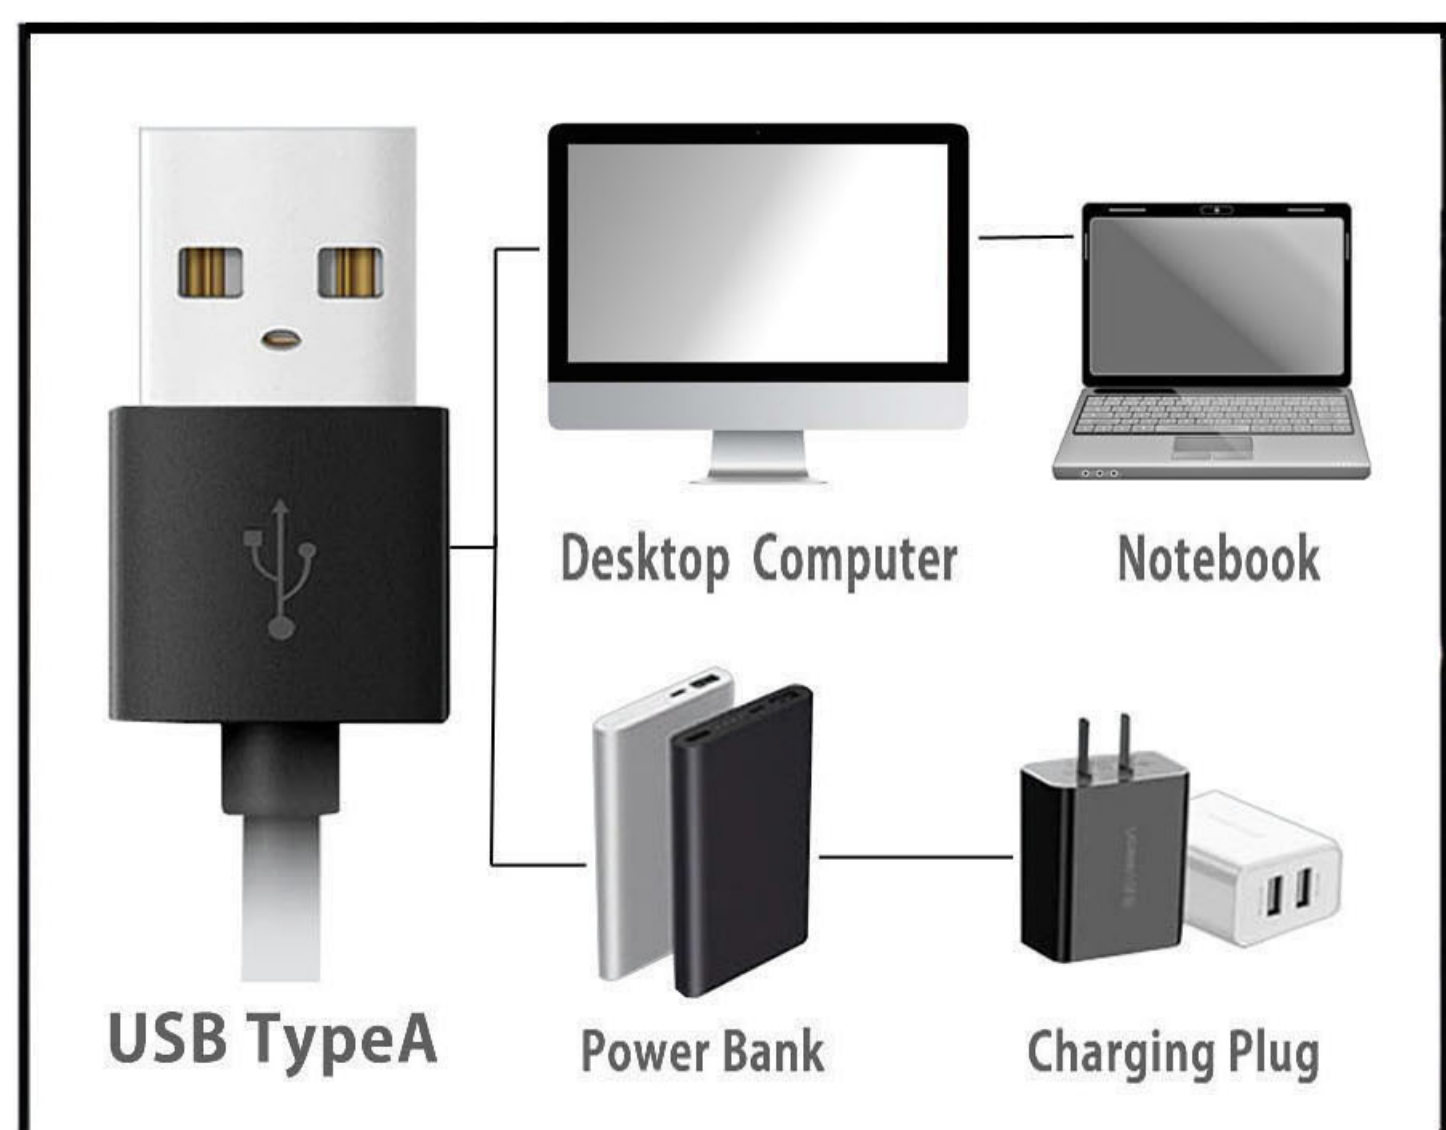 Desktop Computer
Notebook
USB TypeA
Power Bank
Charging Plug